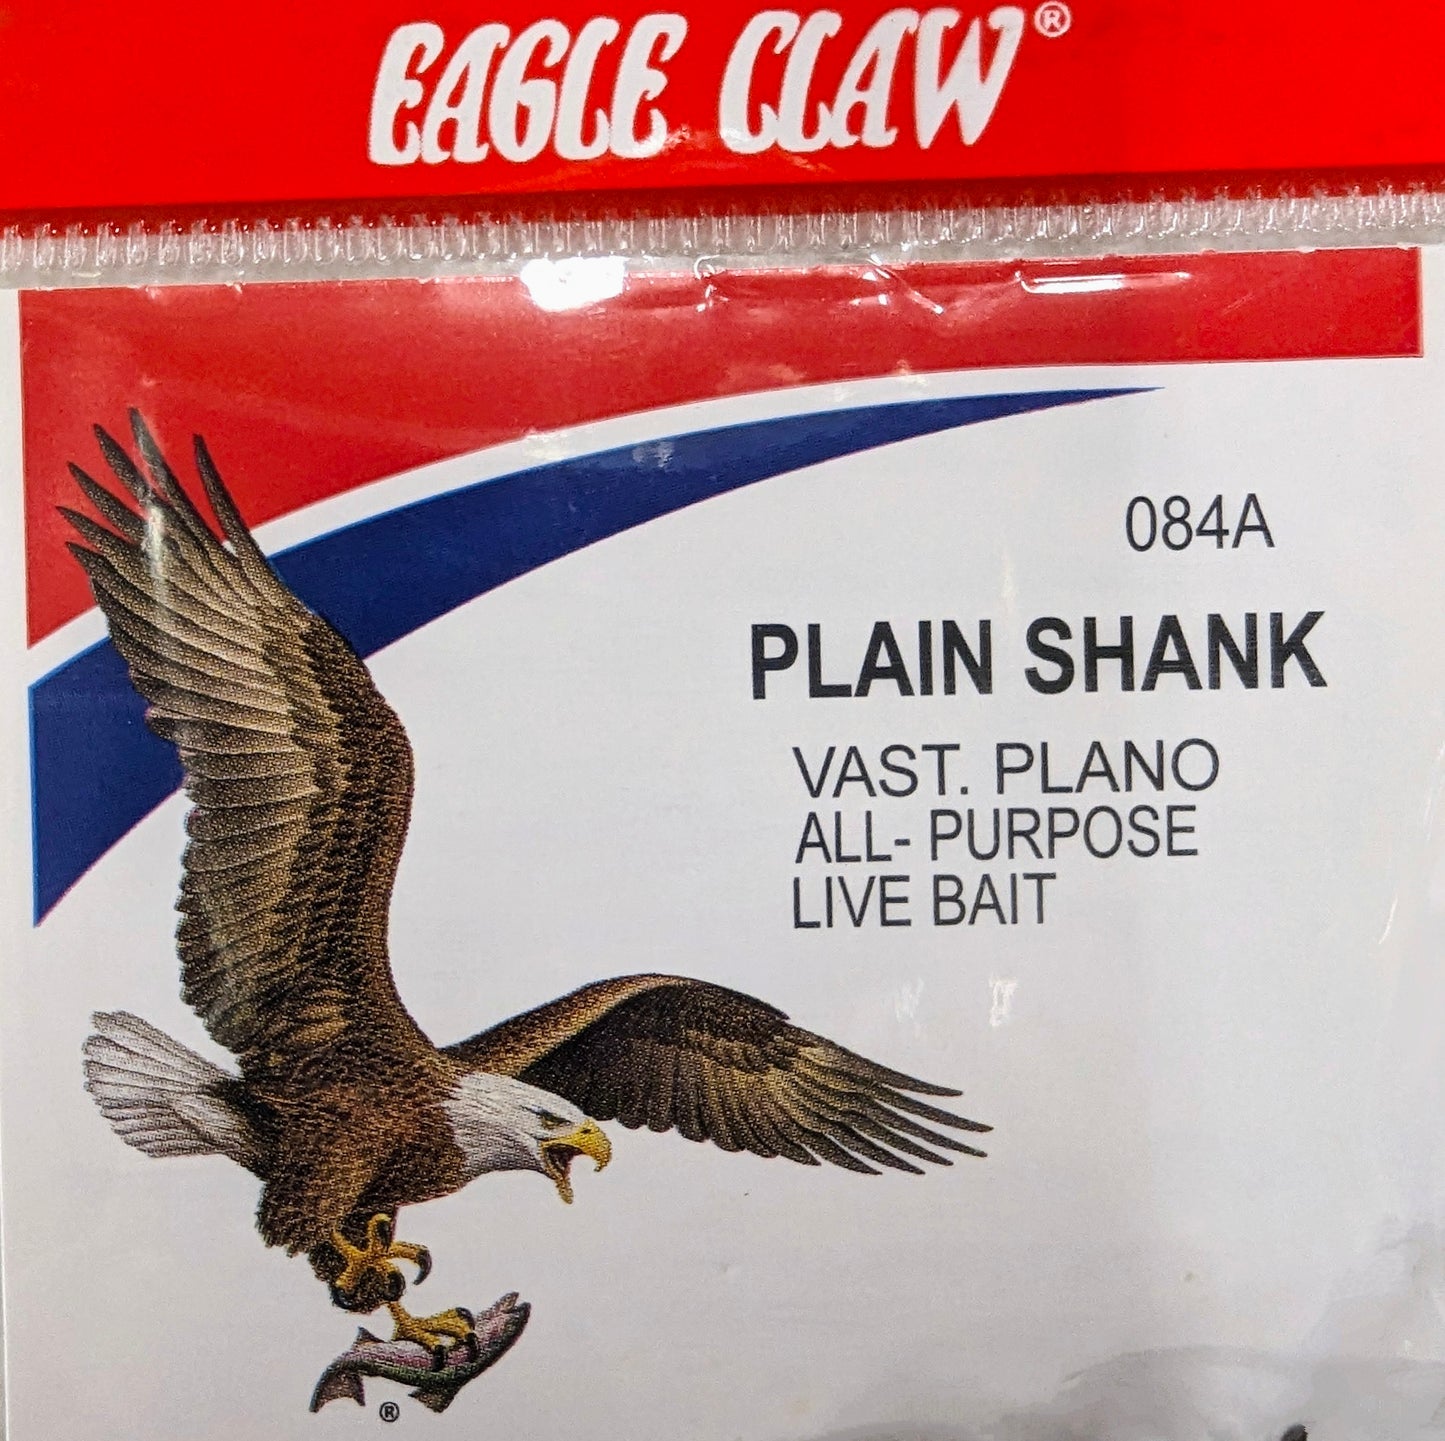 EAGLE CLAW®
084A
PLAIN SHANK
VAST. PLANO
ALL- PURPOSE
LIVE BAIT
®